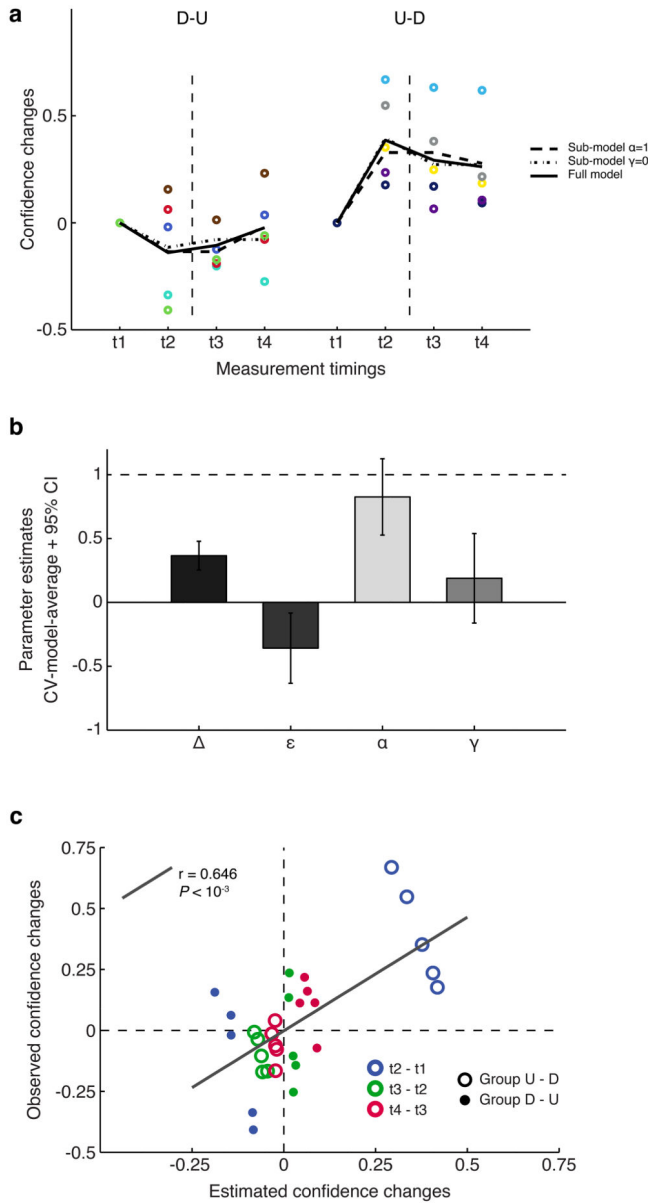 a
D-U
U-D
0.5
0
-0.5
Confidence changes
t1 t2 t3 t4 t1 t2 t3 t4
Measurement timings
Sub-model α=1
Sub-model γ=0
Full model
b
1
0.5
0
-0.5
-1
Parameter estimates
CV-model-average + 95% CI
Δ ε α γ
c
0.75
0.5
0.25
0
-0.25
-0.5
Observed confidence changes
r = 0.646
P < 10⁻³
t2 - t1
t3 - t2
t4 - t3
Group U - D
Group D - U
-0.25 0 0.25 0.5 0.75
Estimated confidence changes